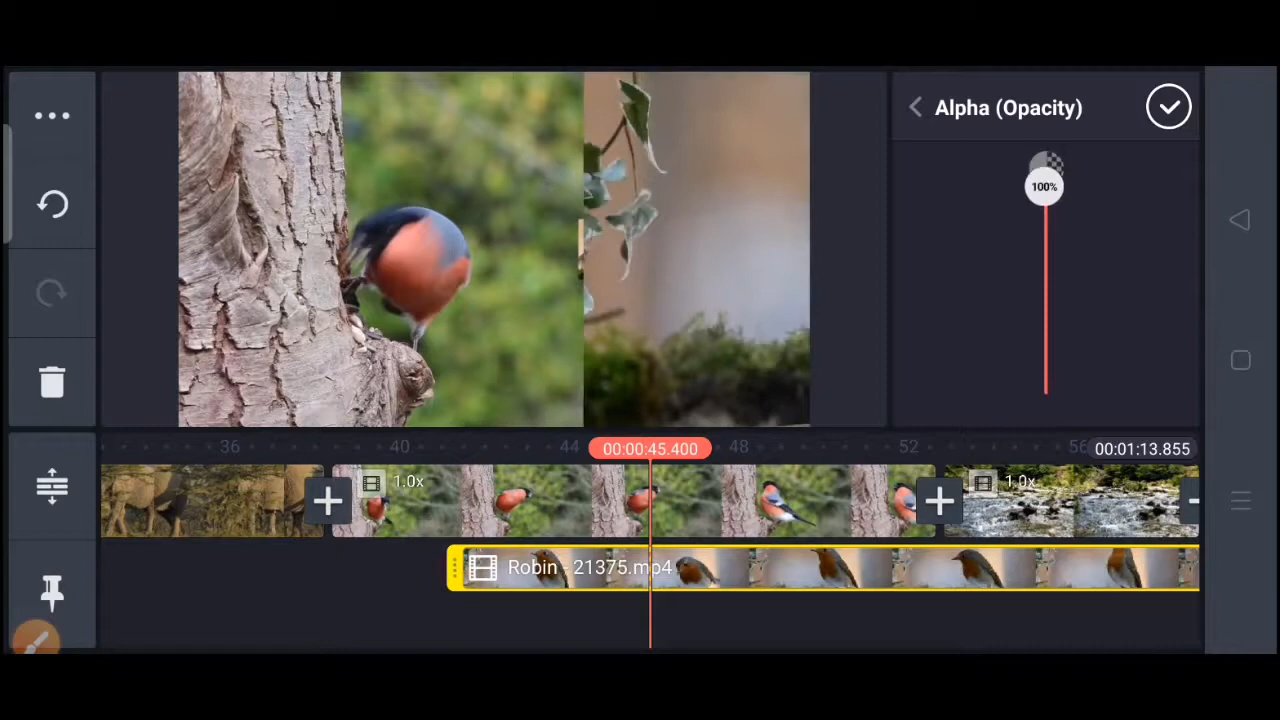 Alpha (Opacity)
100%
36
40
44
00:00:45.400
48
52
56
00:01:13.855
1.0x
1.0x
Robin - 21375.mp4